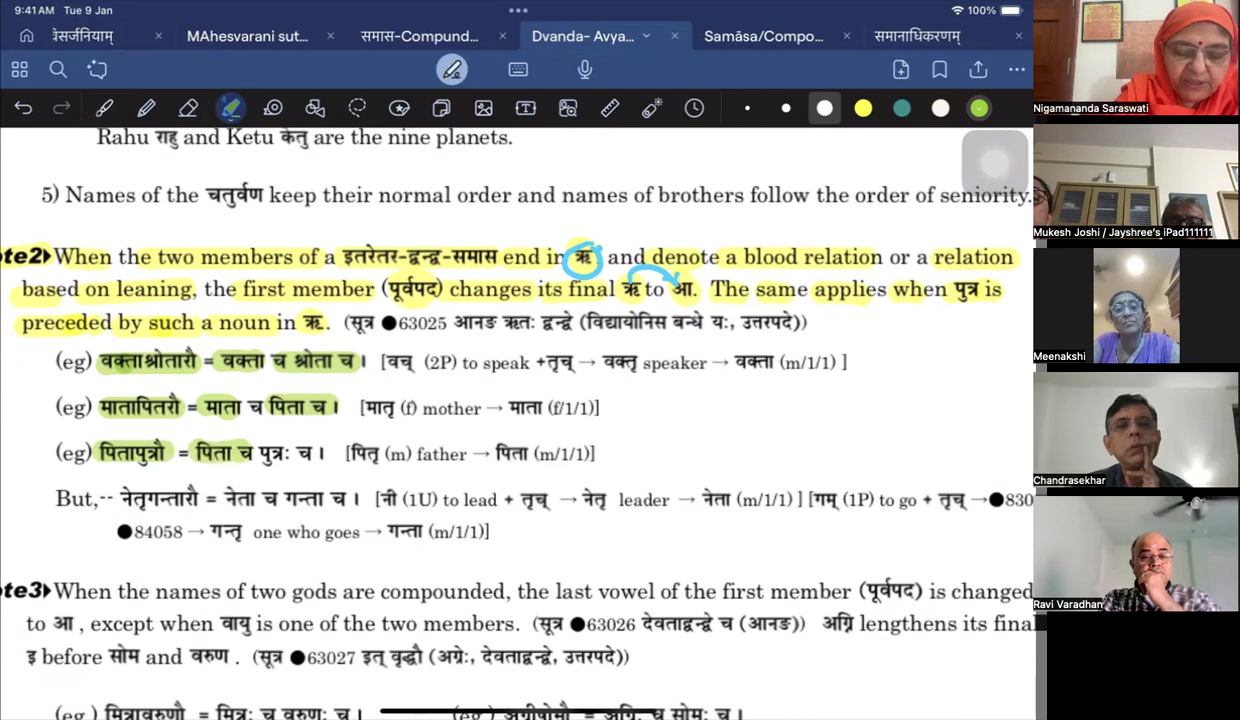 9:41 AM Tue 9 Jan
100%
बेसर्जनियाम्
MAhesvarani sut...
समास-Compund...
Dvanda- Avya...
Samāsa/Compo...
समानाधिकरणम्
Rahu राहु and Ketu केतु are the nine planets.
5) Names of the चतुर्वण keep their normal order and names of brothers follow the order of seniority.
te2 When the two members of a इतरेतर-द्वन्द्व-समास end in ऋ and denote a blood relation or a relation
based on leaning, the first member (पूर्वपद) changes its final ऋ to आ. The same applies when पुत्र is
preceded by such a noun in ऋ. (सूत्र ●63025 आनङ ऋतः द्वन्द्वे (विद्यायोनिस बन्धे यः, उत्तरपदे))
(eg) वक्ताश्रोतारौ = वक्ता च श्रोता च। [वच् (2P) to speak +तृच् → वक्तृ speaker → वक्ता (m/1/1) ]
(eg) मातापितरौ = माता च पिता च। [मातृ (f) mother → माता (f/1/1)]
(eg) पितापुत्रौ = पिता च पुत्रः च। [पितृ (m) father → पिता (m/1/1)]
But,-- नेतृगन्तारौ = नेता च गन्ता च। [नी (1U) to lead + तृच् → नेतृ leader → नेता (m/1/1) ] [गम् (1P) to go + तृच् →●830
●84058 → गन्तृ one who goes → गन्ता (m/1/1)]
te3 When the names of two gods are compounded, the last vowel of the first member (पूर्वपद) is changed
to आ , except when वायु is one of the two members. (सूत्र ●63026 देवताद्वन्द्वे च (आनङ)) अग्नि lengthens its final
इ before सोम and वरुण . (सूत्र ●63027 इत् वृद्धौ (अग्नेः, देवताद्वन्द्वे, उत्तरपदे))
(eg ) मित्रावरुणौ = मित्रः च वरुणः च। (eg ) अग्नीषोमौ = अग्निः च सोमः च।
Nigamananda Saraswati
Mukesh Joshi / Jayshree's iPad111111
Meenakshi
Chandrasekhar
Ravi Varadhan